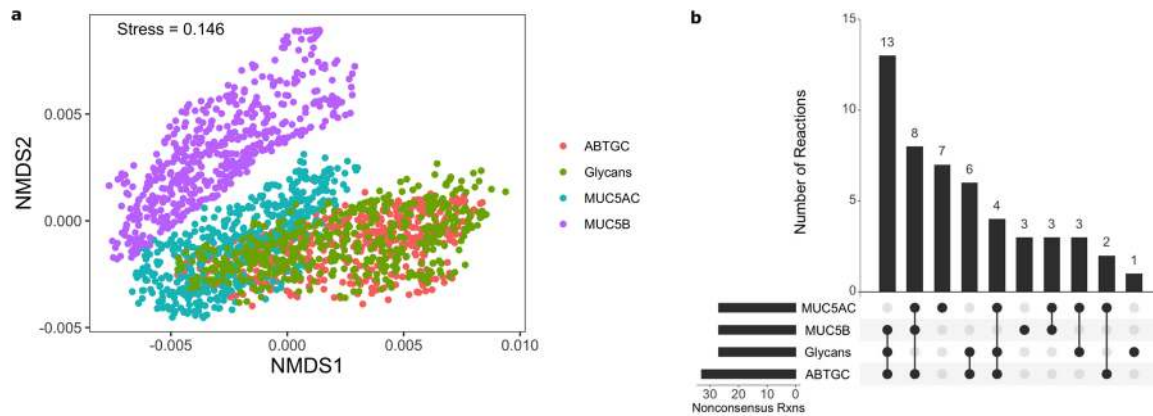 a
Stress = 0.146
NMDS2
0.005
0.000
-0.005
-0.005
0.000
0.005
0.010
NMDS1
ABTGC
Glycans
MUC5AC
MUC5B
b
Number of Reactions
15
10
5
0
13
8
7
6
4
3
3
3
2
1
MUC5AC
MUC5B
Glycans
ABTGC
30
20
10
0
Nonconsensus Rxns